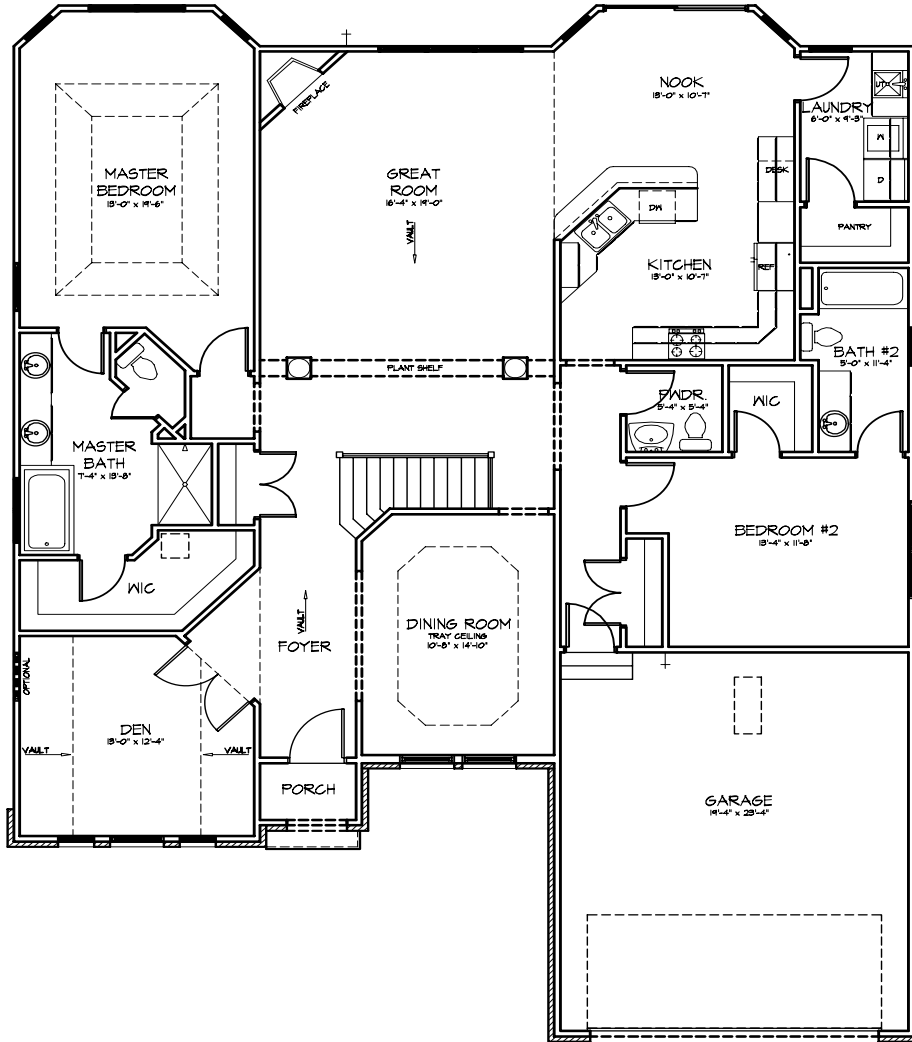 NOOK
13'-0" x 10'-7"
LAUNDRY
6'-0" x 9'-3"
W
D
FIREPLACE
MASTER
BEDROOM
13'-0" x 19'-6"
GREAT
ROOM
16'-4" x 19'-0"
VAULT
DESK
DW
PANTRY
KITCHEN
13'-0" x 10'-7"
REF
PLANT SHELF
BATH #2
5'-0" x 11'-4"
PWDR.
5'-4" x 5'-4"
WIC
MASTER
BATH
7'-4" x 13'-8"
BEDROOM #2
13'-4" x 11'-8"
WIC
VAULT
FOYER
DINING ROOM
TRAY CEILING
10'-8" x 14'-10"
OPTIONAL
DEN
13'-0" x 12'-4"
VAULT
VAULT
PORCH
GARAGE
19'-4" x 23'-4"